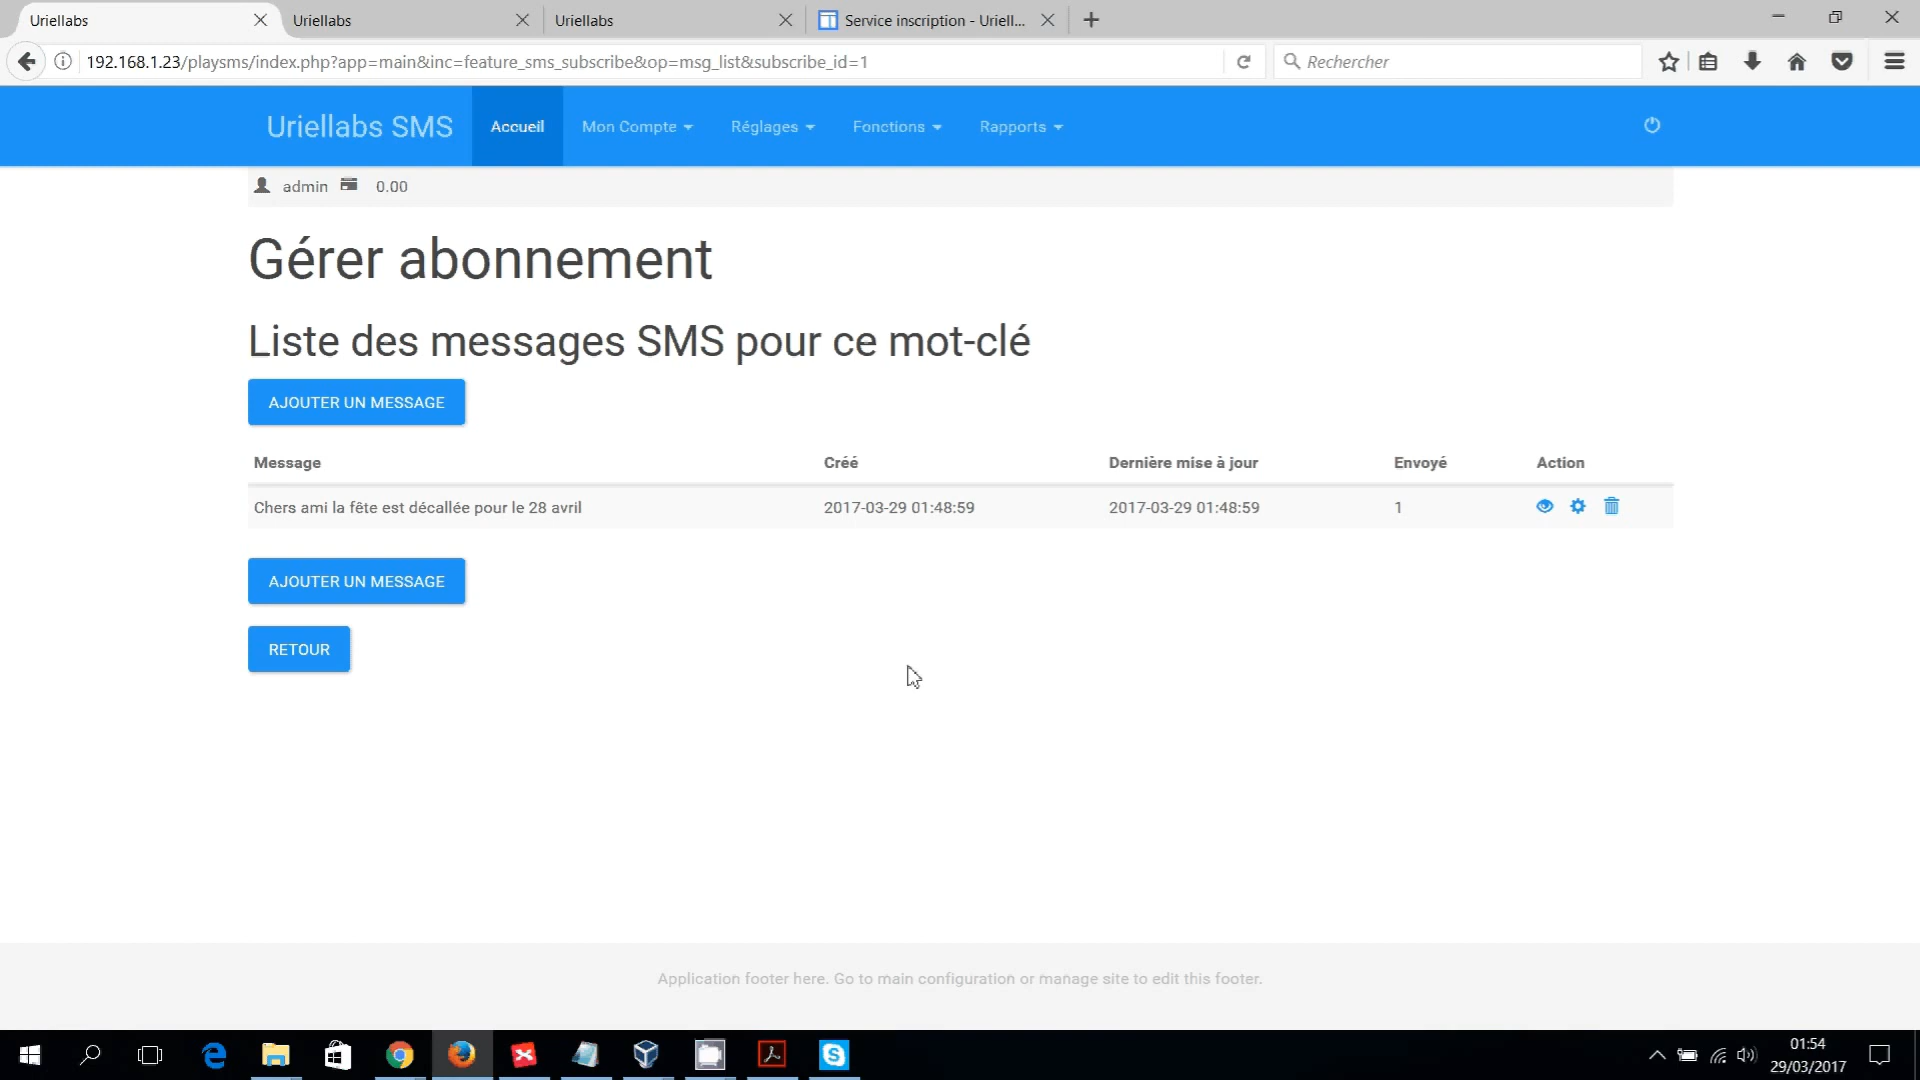 Uriellabs
Uriellabs
Uriellabs
Service inscription - Uriell...
192.168.1.23/playsms/index.php?app=main&inc=feature_sms_subscribe&op=msg_list&subscribe_id=1
Rechercher
Uriellabs SMS
Accueil
Mon Compte
Réglages
Fonctions
Rapports
admin 0.00
Gérer abonnement
Liste des messages SMS pour ce mot-clé
AJOUTER UN MESSAGE
Message Créé Dernière mise à jour Envoyé Action
Chers ami la fête est décallée pour le 28 avril 2017-03-29 01:48:59 2017-03-29 01:48:59 1
AJOUTER UN MESSAGE
RETOUR
Application footer here. Go to main configuration or manage site to edit this footer.
01:54
29/03/2017